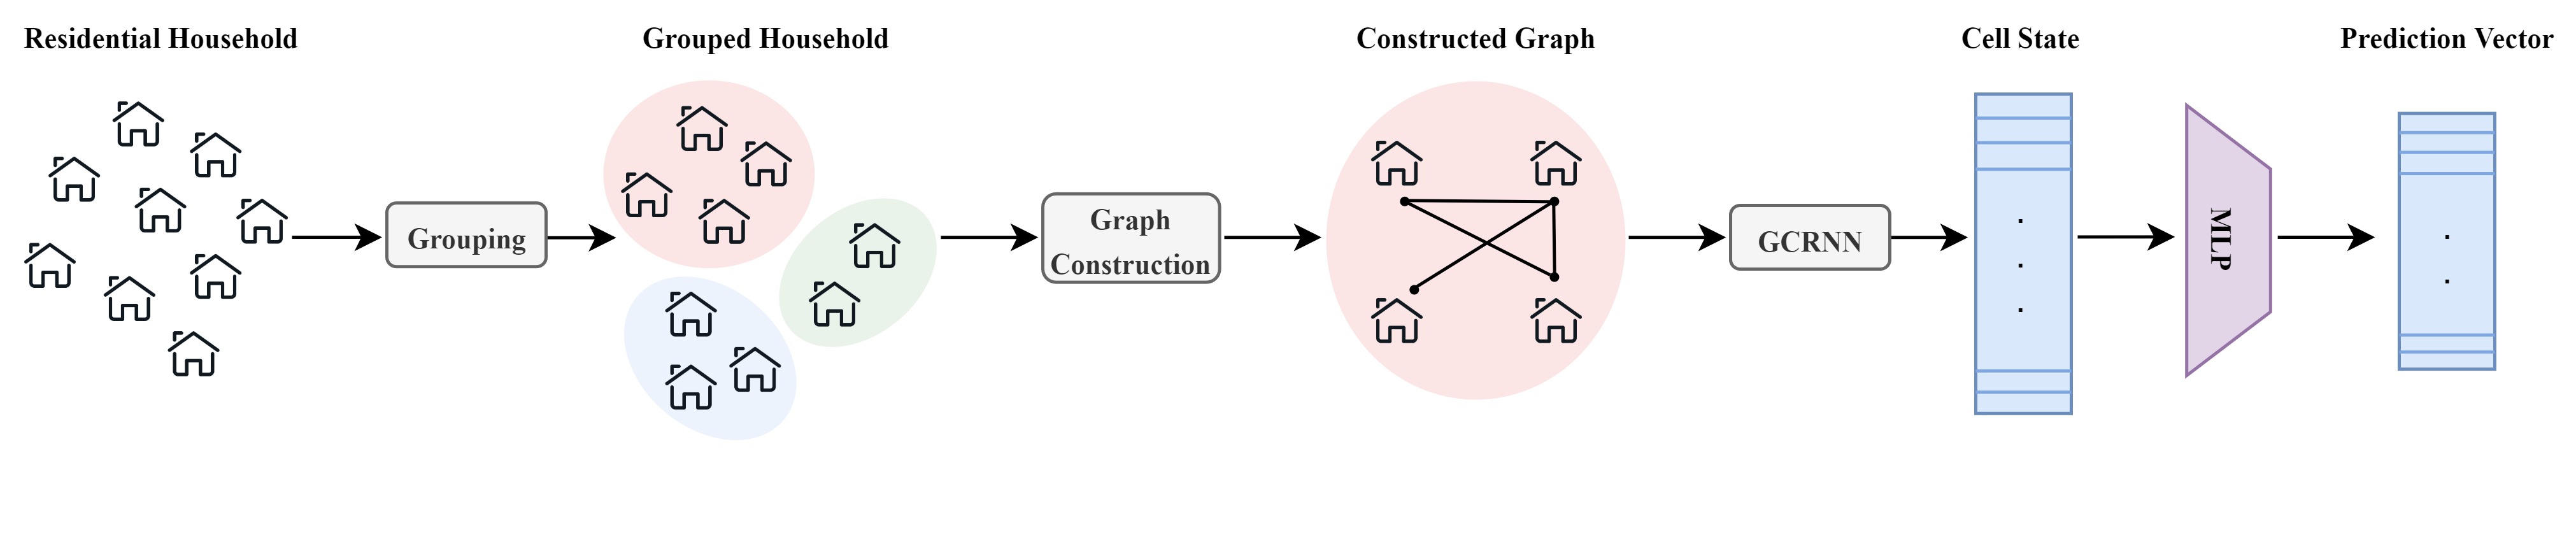 Residential Household
Grouped Household
Constructed Graph
Cell State
Prediction Vector
Grouping
Graph
Construction
GCRNN
MLP